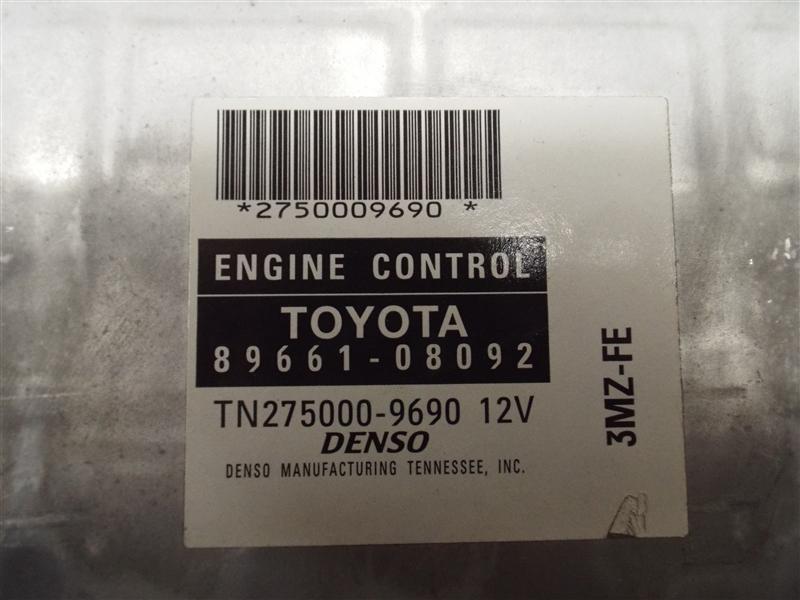 *2750009690 *
ENGINE CONTROL
TOYOTA
89661-08092
TN275000-9690 12V
DENSO
DENSO MANUFACTURING TENNESSEE, INC.
3MZ-FE